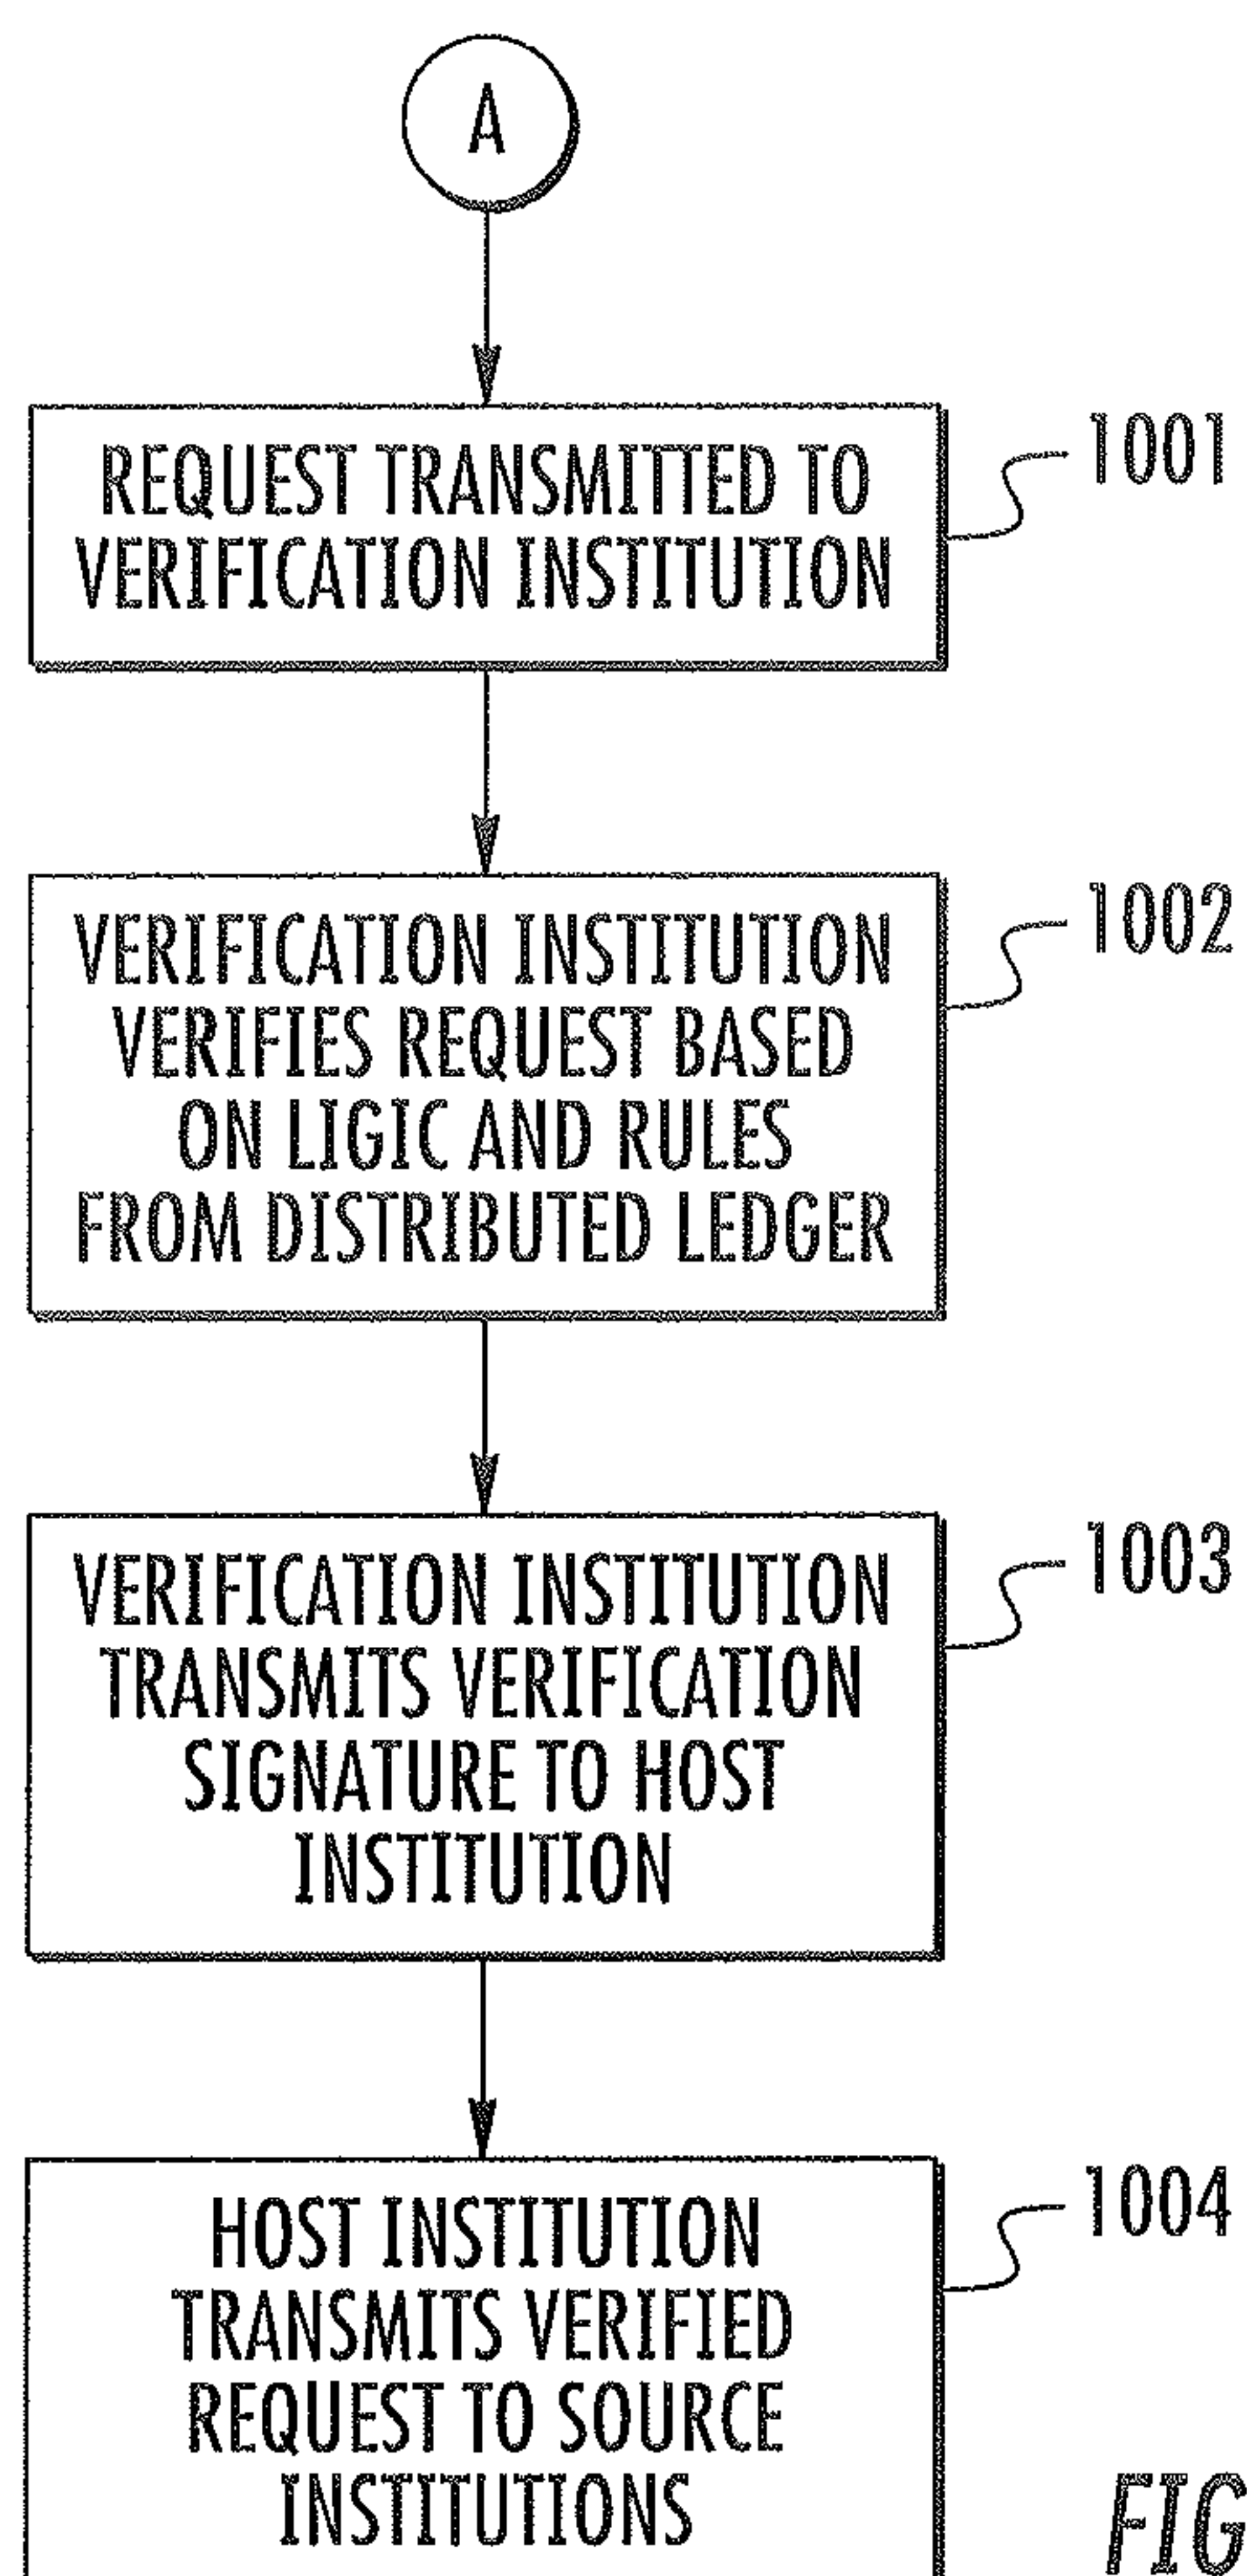 A
REQUEST TRANSMITTED TO
VERIFICATION INSTITUTION
1001
VERIFICATION INSTITUTION
VERIFIES REQUEST BASED
ON LIGIC AND RULES
FROM DISTRIBUTED LEDGER
1002
VERIFICATION INSTITUTION
TRANSMITS VERIFICATION
SIGNATURE TO HOST
INSTITUTION
1003
HOST INSTITUTION
TRANSMITS VERIFIED
REQUEST TO SOURCE
INSTITUTIONS
1004
FIG